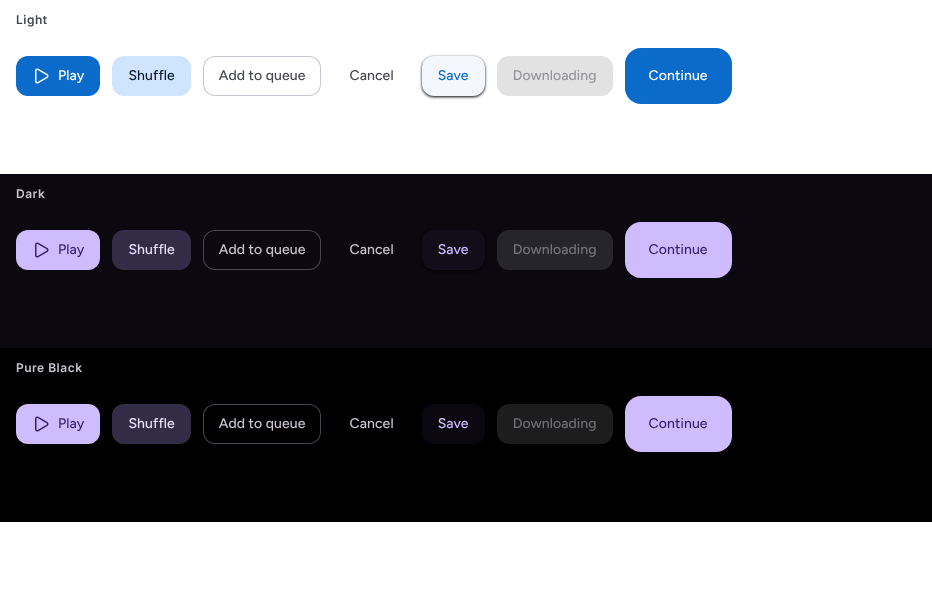 Light
Play
Shuffle
Add to queue
Cancel
Save
Downloading
Continue
Dark
Play
Shuffle
Add to queue
Cancel
Save
Downloading
Continue
Pure Black
Play
Shuffle
Add to queue
Cancel
Save
Downloading
Continue